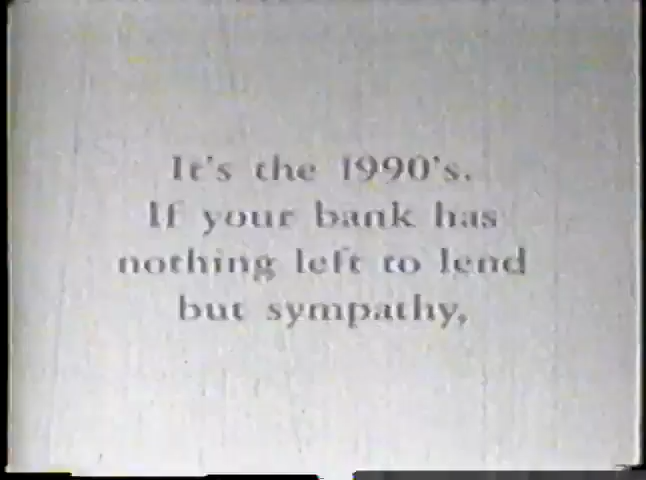 It's the 1990's.
If your bank has
nothing left to lend
but sympathy,